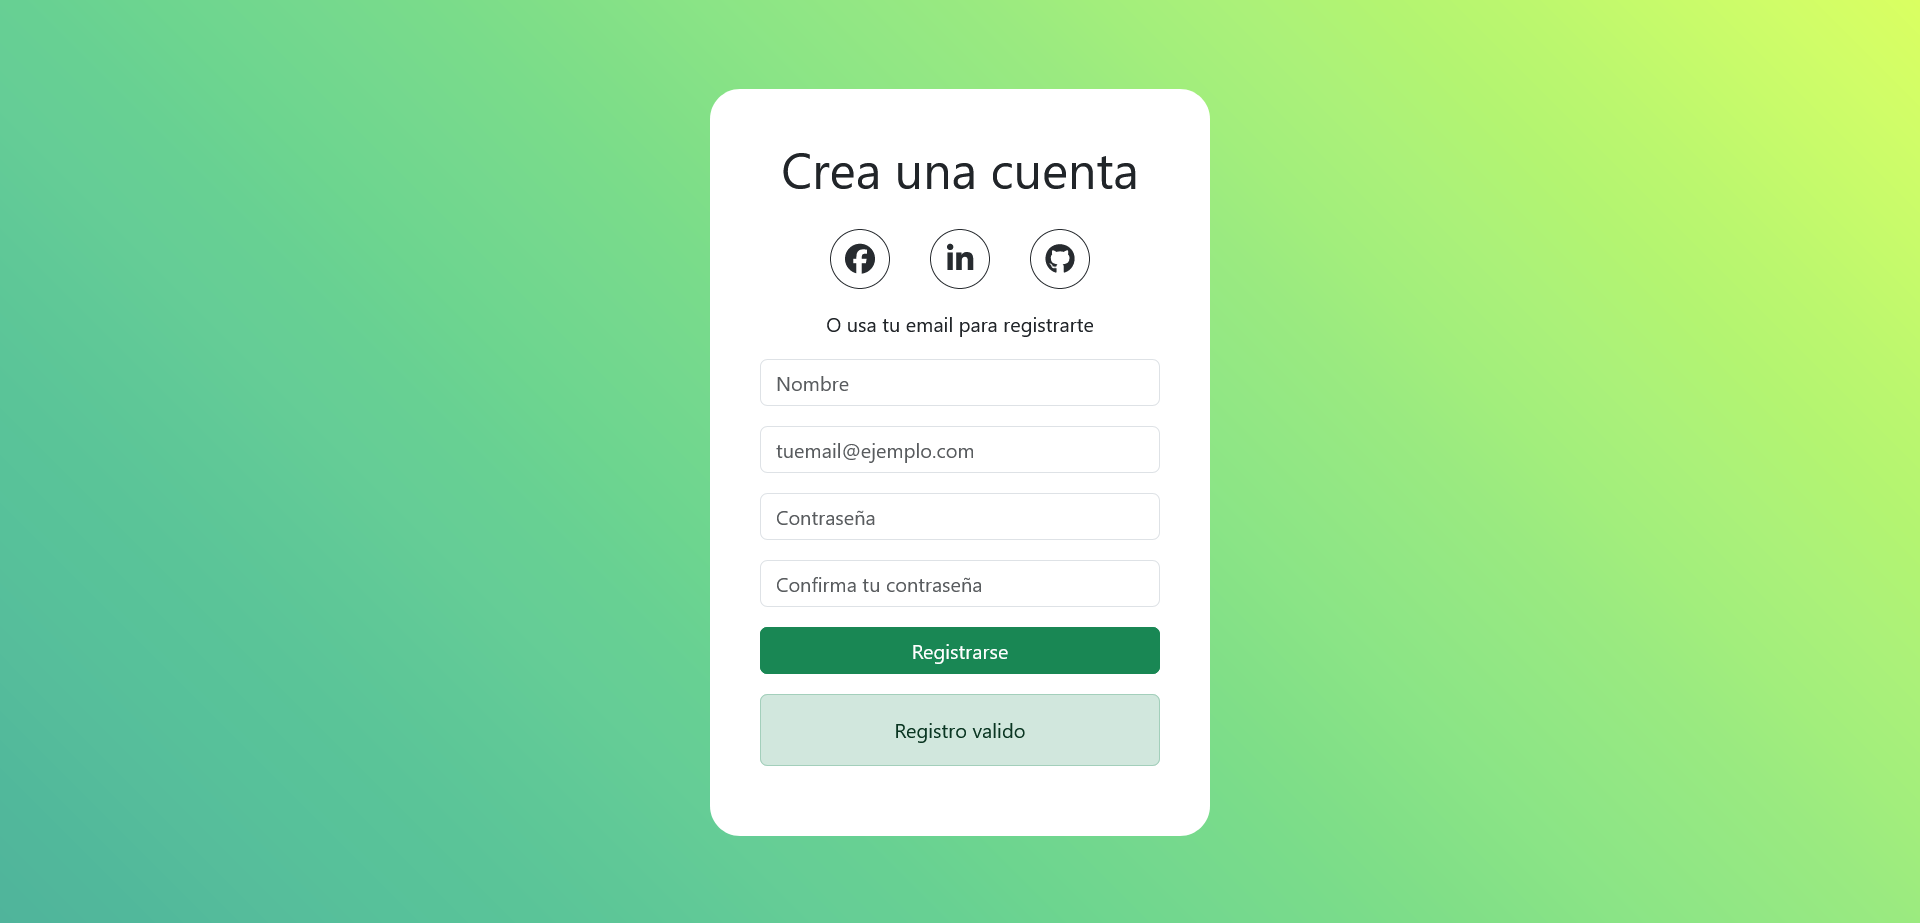 Crea una cuenta
in
O usa tu email para registrarte
Nombre
tuemail@ejemplo.com
Contraseña
Confirma tu contraseña
Registrarse
Registro valido